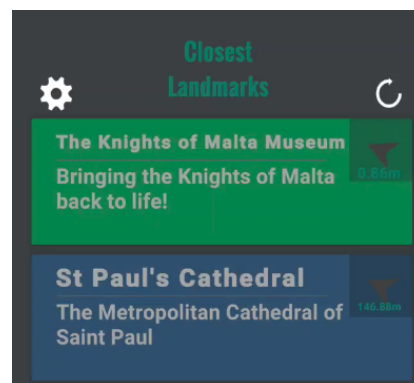 Closest
Landmarks
The Knights of Malta Museum
0.86m
Bringing the Knights of Malta
back to life!
St Paul's Cathedral
146.88m
The Metropolitan Cathedral of
Saint Paul